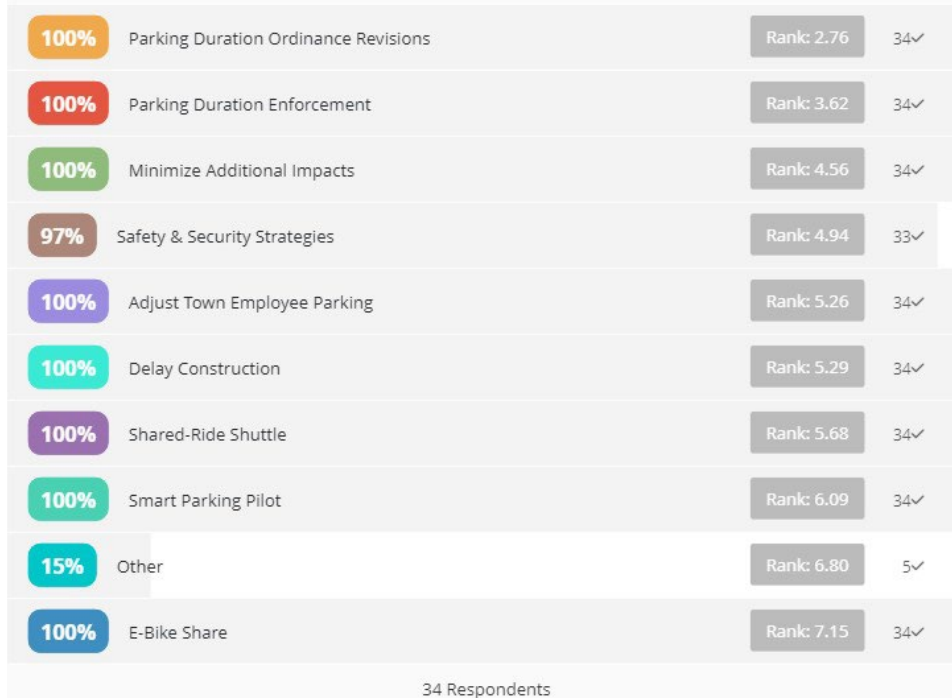 100% Parking Duration Ordinance Revisions Rank: 2.76 34✓
100% Parking Duration Enforcement Rank: 3.62 34✓
100% Minimize Additional Impacts Rank: 4.56 34✓
97% Safety & Security Strategies Rank: 4.94 33✓
100% Adjust Town Employee Parking Rank: 5.26 34✓
100% Delay Construction Rank: 5.29 34✓
100% Shared-Ride Shuttle Rank: 5.68 34✓
100% Smart Parking Pilot Rank: 6.09 34✓
15% Other Rank: 6.80 5✓
100% E-Bike Share Rank: 7.15 34✓
34 Respondents